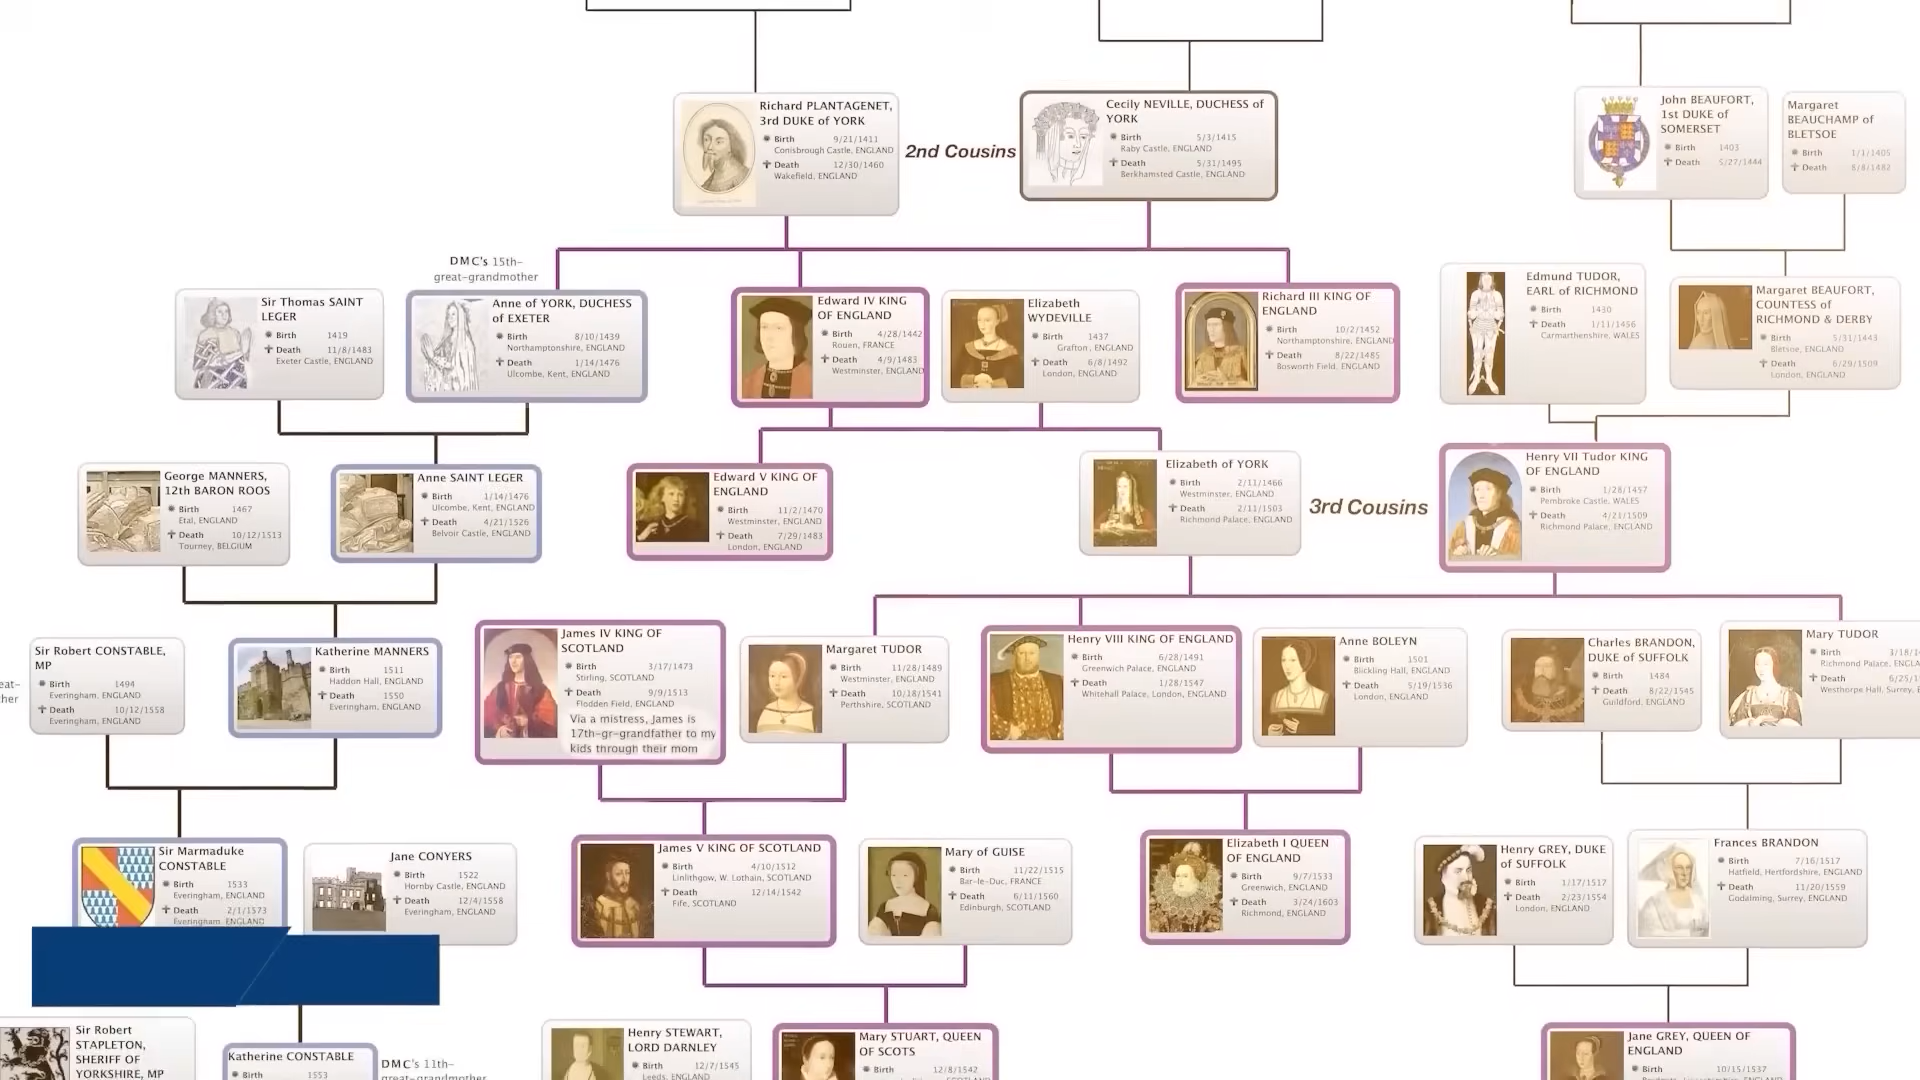 Richard PLANTAGENET,
3rd DUKE of YORK
Birth 9/21/1411
Conisbrough Castle, ENGLAND
Death 12/30/1460
Wakefield, ENGLAND
2nd Cousins
Cecily NEVILLE, DUCHESS of
YORK
Birth 5/3/1415
Raby Castle, ENGLAND
Death 5/31/1495
Berkhamsted Castle, ENGLAND
John BEAUFORT,
1st DUKE of
SOMERSET
Birth 1403
Death 5/27/1444
Margaret
BEAUCHAMP of
BLETSOE
Birth 1/1/1405
Death 8/8/1482
DMC's 15th-
great-grandmother
Sir Thomas SAINT
LEGER
Birth 1419
Death 11/8/1483
Exeter Castle, ENGLAND
Anne of YORK, DUCHESS
of EXETER
Birth 8/10/1439
Northamptonshire, ENGLAND
Death 1/14/1476
Ulcombe, Kent, ENGLAND
Edward IV KING
OF ENGLAND
Birth 4/28/1442
Rouen, FRANCE
Death 4/9/1483
Westminster, ENGLAND
Elizabeth
WYDEVILLE
Birth 1437
Grafton, ENGLAND
Death 6/8/1492
London, ENGLAND
Richard III KING OF
ENGLAND
Birth 10/2/1452
Northamptonshire, ENGLAND
Death 8/22/1485
Bosworth Field, ENGLAND
Edmund TUDOR,
EARL of RICHMOND
Birth 1430
Death 1/11/1456
Carmarthenshire, WALES
Margaret BEAUFORT,
COUNTESS of
RICHMOND & DERBY
Birth 5/31/1443
Bletsoe, ENGLAND
Death 6/29/1509
London, ENGLAND
George MANNERS,
12th BARON ROOS
Birth 1467
Etal, ENGLAND
Death 10/12/1513
Tourney, BELGIUM
Anne SAINT LEGER
Birth 1/14/1476
Ulcombe, Kent, ENGLAND
Death 4/21/1526
Belvoir Castle, ENGLAND
Edward V KING OF
ENGLAND
Birth 11/2/1470
Westminster, ENGLAND
Death 7/29/1483
London, ENGLAND
Elizabeth of YORK
Birth 2/11/1466
Westminster, ENGLAND
Death 2/11/1503
Richmond Palace, ENGLAND
3rd Cousins
Henry VII Tudor KING
OF ENGLAND
Birth 1/28/1457
Pembroke Castle, WALES
Death 4/21/1509
Richmond Palace, ENGLAND
Sir Robert CONSTABLE,
MP
Birth 1494
Everingham, ENGLAND
Death 10/12/1558
Everingham, ENGLAND
Katherine MANNERS
Birth 1511
Haddon Hall, ENGLAND
Death 1550
Everingham, ENGLAND
James IV KING OF
SCOTLAND
Birth 3/17/1473
Stirling, SCOTLAND
Death 9/9/1513
Flodden Field, ENGLAND
Via a mistress, James is
17th-gr-grandfather to my
kids through their mom
Margaret TUDOR
Birth 11/28/1489
Westminster, ENGLAND
Death 10/18/1541
Perthshire, SCOTLAND
Henry VIII KING OF ENGLAND
Birth 6/28/1491
Greenwich Palace, ENGLAND
Death 1/28/1547
Whitehall Palace, London, ENGLAND
Anne BOLEYN
Birth 1501
Blickling Hall, ENGLAND
Death 5/19/1536
London, ENGLAND
Charles BRANDON,
DUKE of SUFFOLK
Birth 1484
Death 8/22/1545
Guildford, ENGLAND
Mary TUDOR
Birth 3/18/1
Richmond Palace, ENGLA
Death 6/25/1
Westhorpe Hall, Surrey, E
Sir Marmaduke
CONSTABLE
Birth 1533
Everingham, ENGLAND
Death 2/1/1573
Everingham, ENGLAND
Jane CONYERS
Birth 1522
Hornby Castle, ENGLAND
Death 12/4/1558
Everingham, ENGLAND
James V KING OF SCOTLAND
Birth 4/10/1512
Linlithgow, W. Lothain, SCOTLAND
Death 12/14/1542
Fife, SCOTLAND
Mary of GUISE
Birth 11/22/1515
Bar-le-Duc, FRANCE
Death 6/11/1560
Edinburgh, SCOTLAND
Elizabeth I QUEEN
OF ENGLAND
Birth 9/7/1533
Greenwich, ENGLAND
Death 3/24/1603
Richmond, ENGLAND
Henry GREY, DUKE
of SUFFOLK
Birth 1/17/1517
Death 2/23/1554
London, ENGLAND
Frances BRANDON
Birth 7/16/1517
Hatfield, Hertfordshire, ENGLAND
Death 11/20/1559
Godalming, Surrey, ENGLAND
Sir Robert
STAPLETON,
SHERIFF OF
YORKSHIRE, MP
Katherine CONSTABLE
Birth 1553
DMC's 11th-
great-grandmother
Henry STEWART,
LORD DARNLEY
Birth 12/7/1545
Leeds, ENGLAND
Mary STUART, QUEEN
OF SCOTS
Birth 12/8/1542
Jane GREY, QUEEN OF
ENGLAND
Birth 10/15/1537